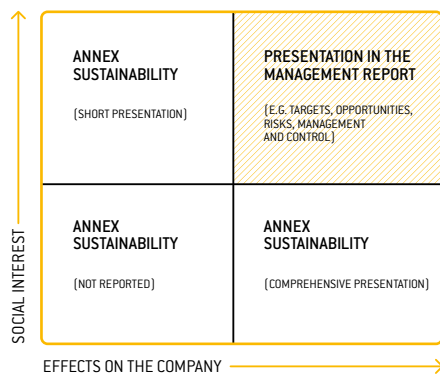 ANNEX
SUSTAINABILITY
(SHORT PRESENTATION)
PRESENTATION IN THE
MANAGEMENT REPORT
(E.G. TARGETS, OPPORTUNITIES,
RISKS, MANAGEMENT
AND CONTROL)
ANNEX
SUSTAINABILITY
(NOT REPORTED)
ANNEX
SUSTAINABILITY
(COMPREHENSIVE PRESENTATION)
SOCIAL INTEREST
EFFECTS ON THE COMPANY